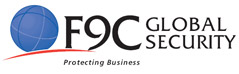 F9C GLOBAL SECURITY
Protecting Business